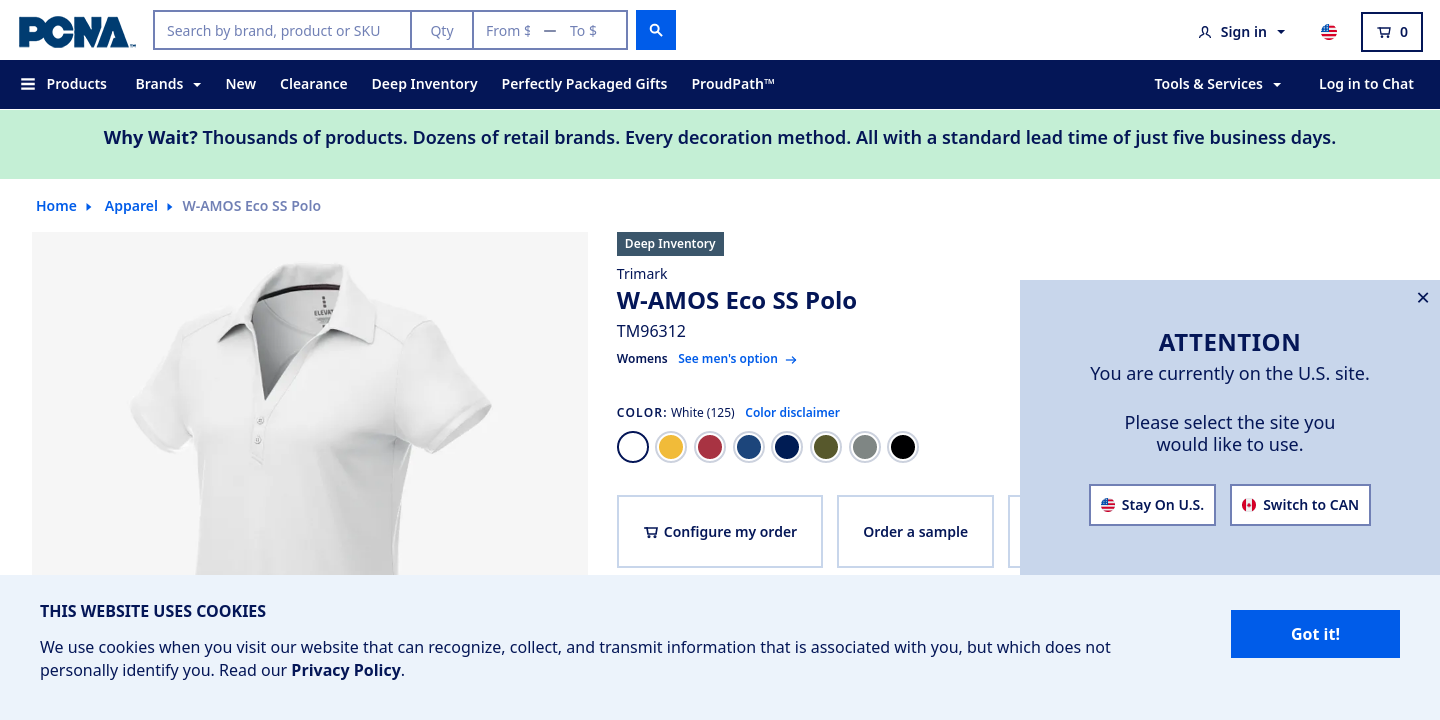 PCNA™
Search by brand, product or SKU
Qty
From $ — To $
Sign in
0
Products
Brands
New
Clearance
Deep Inventory
Perfectly Packaged Gifts
ProudPath™
Tools & Services
Log in to Chat
Why Wait? Thousands of products. Dozens of retail brands. Every decoration method. All with a standard lead time of just five business days.
Home
Apparel
W-AMOS Eco SS Polo
Deep Inventory
Trimark
W-AMOS Eco SS Polo
TM96312
Womens See men's option
COLOR: White (125) Color disclaimer
Configure my order
Order a sample
ATTENTION
You are currently on the U.S. site.
Please select the site you
would like to use.
Stay On U.S.
Switch to CAN
THIS WEBSITE USES COOKIES
We use cookies when you visit our website that can recognize, collect, and transmit information that is associated with you, but which does not
personally identify you. Read our Privacy Policy.
Got it!